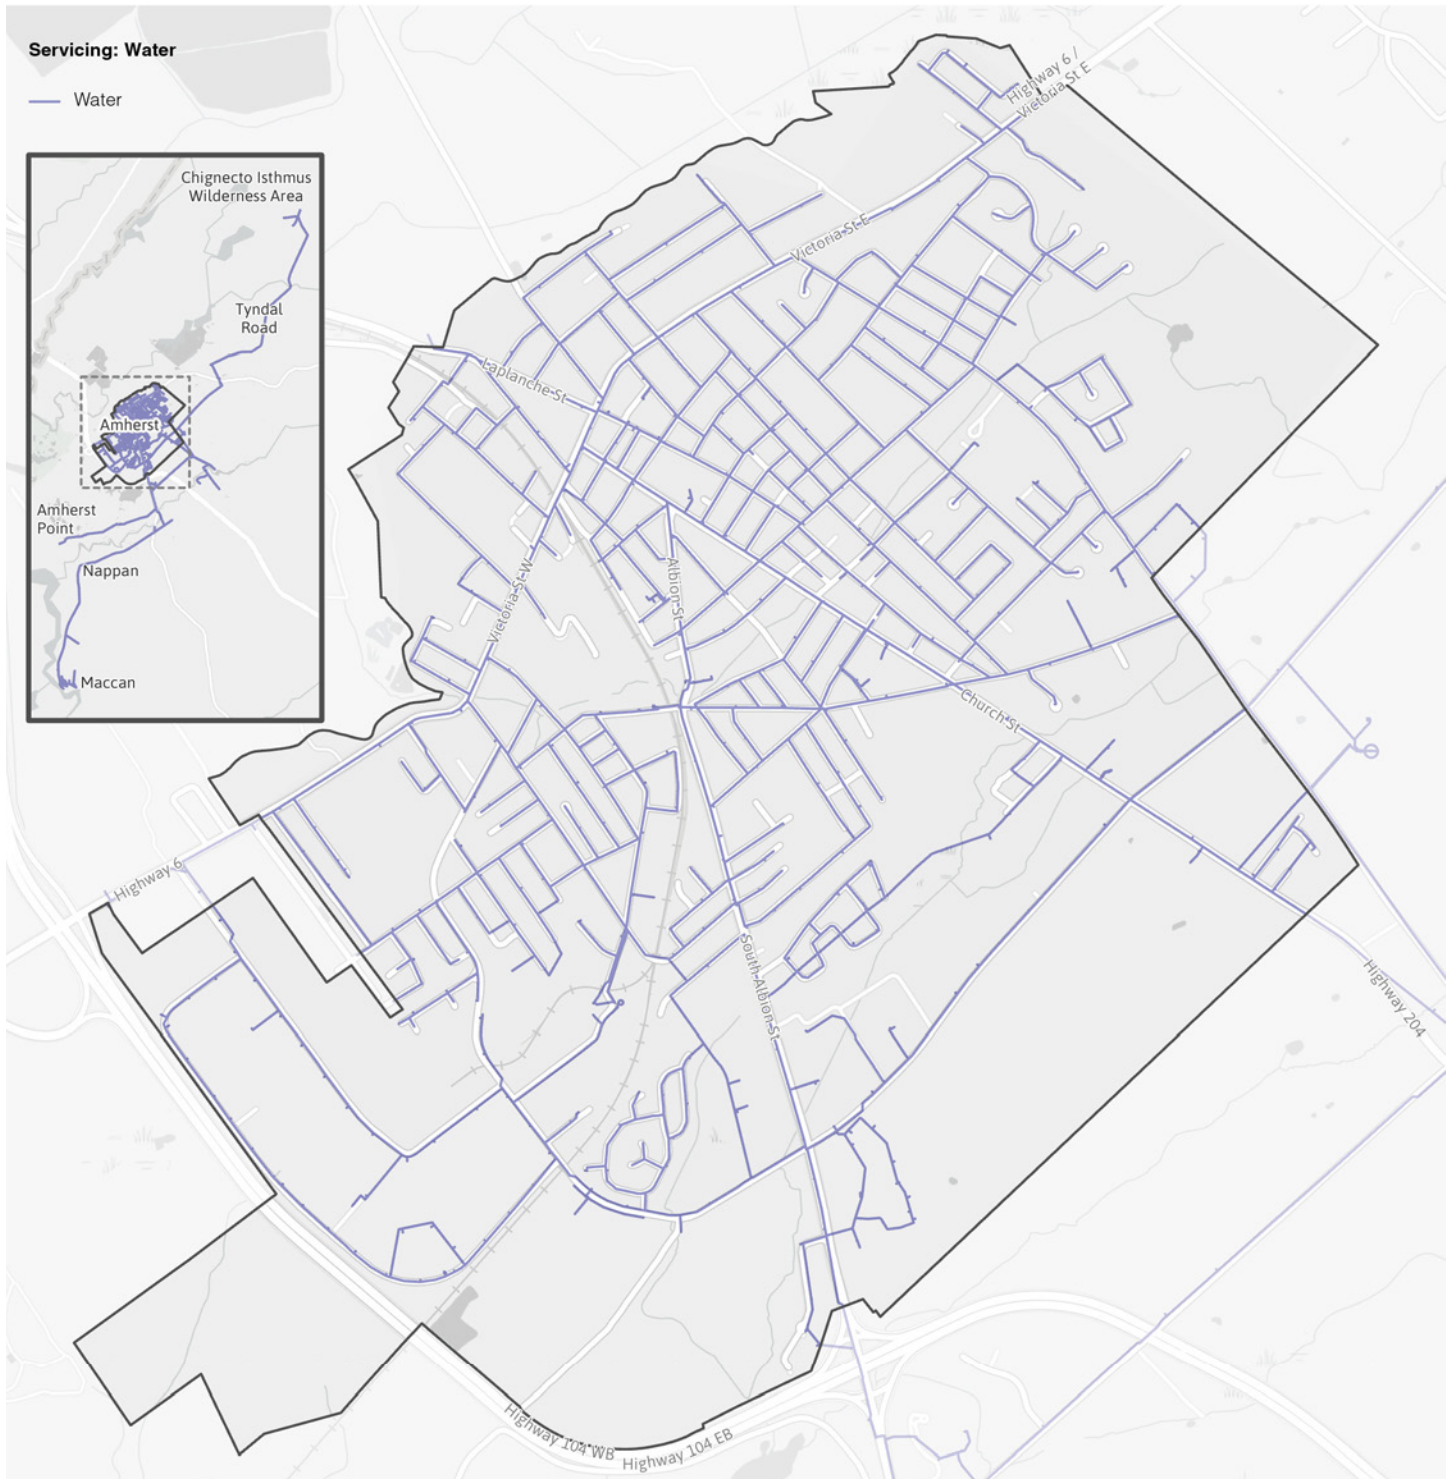 Servicing: Water
Water
Chignecto Isthmus
Wilderness Area
Tyndal
Road
Amherst
Amherst
Point
Nappan
Maccan
Highway 6 /
Victoria St E
Victoria St E
Laplanche St
Albion St
Victoria St W
Church St
Highway 6
South Albion St
Highway 204
Highway 104 WB
Highway 104 EB